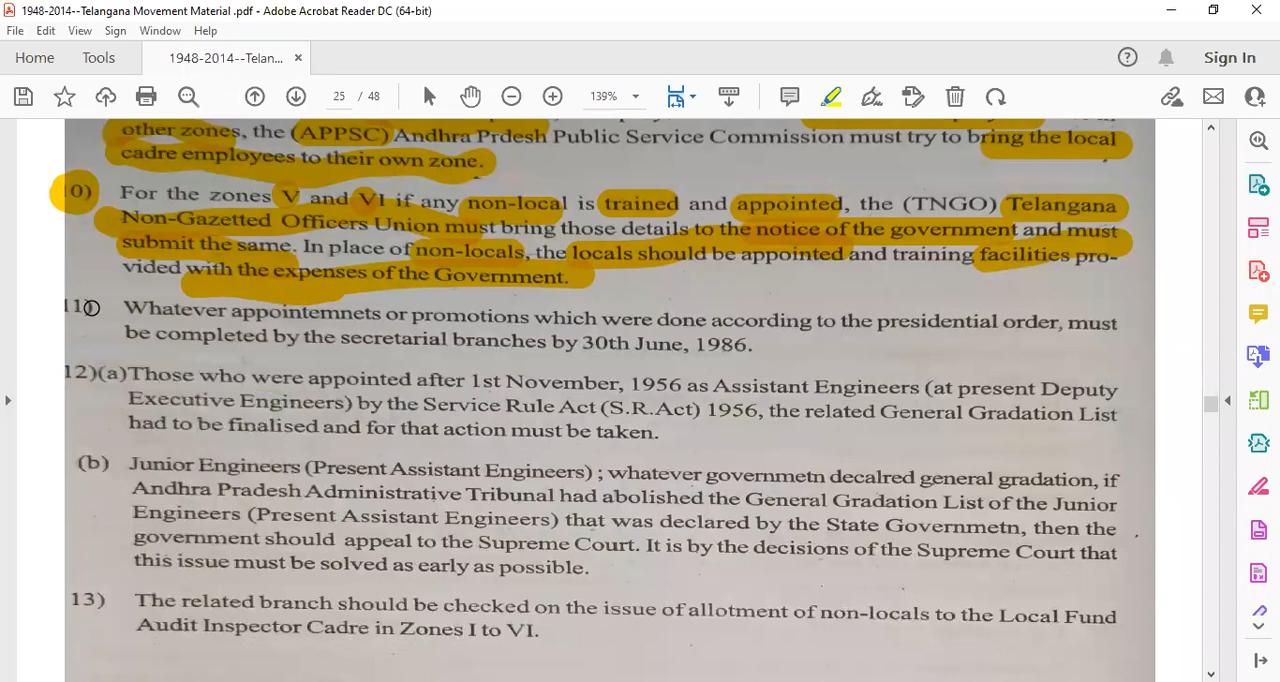 1948-2014--Telangana Movement Material .pdf - Adobe Acrobat Reader DC (64-bit)
File Edit View Sign Window Help
Home Tools 1948-2014--Telan... × Sign In
25 / 48 139%
other zones, the (APPSC) Andhra Prdesh Public Service Commission must try to bring the local
cadre employees to their own zone.
10) For the zones V and VI if any non-local is trained and appointed, the (TNGO) Telangana
Non-Gazetted Officers Union must bring those details to the notice of the government and must
submit the same. In place of non-locals, the locals should be appointed and training facilities pro-
vided with the expenses of the Government.
11) Whatever appointemnets or promotions which were done according to the presidential order, must
be completed by the secretarial branches by 30th June, 1986.
12)(a)Those who were appointed after 1st November, 1956 as Assistant Engineers (at present Deputy
Executive Engineers) by the Service Rule Act (S.R.Act) 1956, the related General Gradation List
had to be finalised and for that action must be taken.
(b) Junior Engineers (Present Assistant Engineers) ; whatever governmetn decalred general gradation, if
Andhra Pradesh Administrative Tribunal had abolished the General Gradation List of the Junior
Engineers (Present Assistant Engineers) that was declared by the State Governmetn, then the
government should appeal to the Supreme Court. It is by the decisions of the Supreme Court that
this issue must be solved as early as possible.
13) The related branch should be checked on the issue of allotment of non-locals to the Local Fund
Audit Inspector Cadre in Zones I to VI.